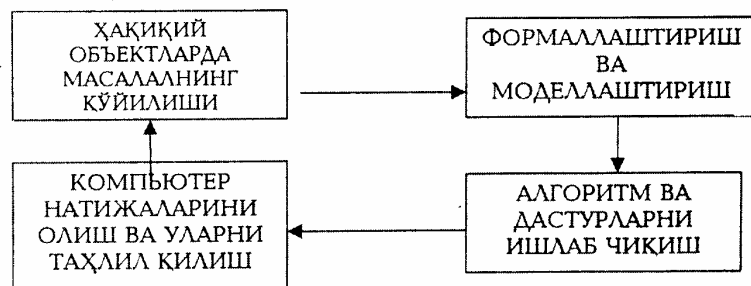 ҲАҚИҚИЙ
ОБЪЕКТЛАРДА
МАСАЛАЛНИНГ
ҚЎЙИЛИШИ
ФОРМАЛЛАШТИРИШ
ВА
МОДЕЛЛАШТИРИШ
АЛГОРИТМ ВА
ДАСТУРЛАРНИ
ИШЛАБ ЧИҚИШ
КОМПЬЮТЕР
НАТИЖАЛАРИНИ
ОЛИШ ВА УЛАРНИ
ТАҲЛИЛ ҚИЛИШ